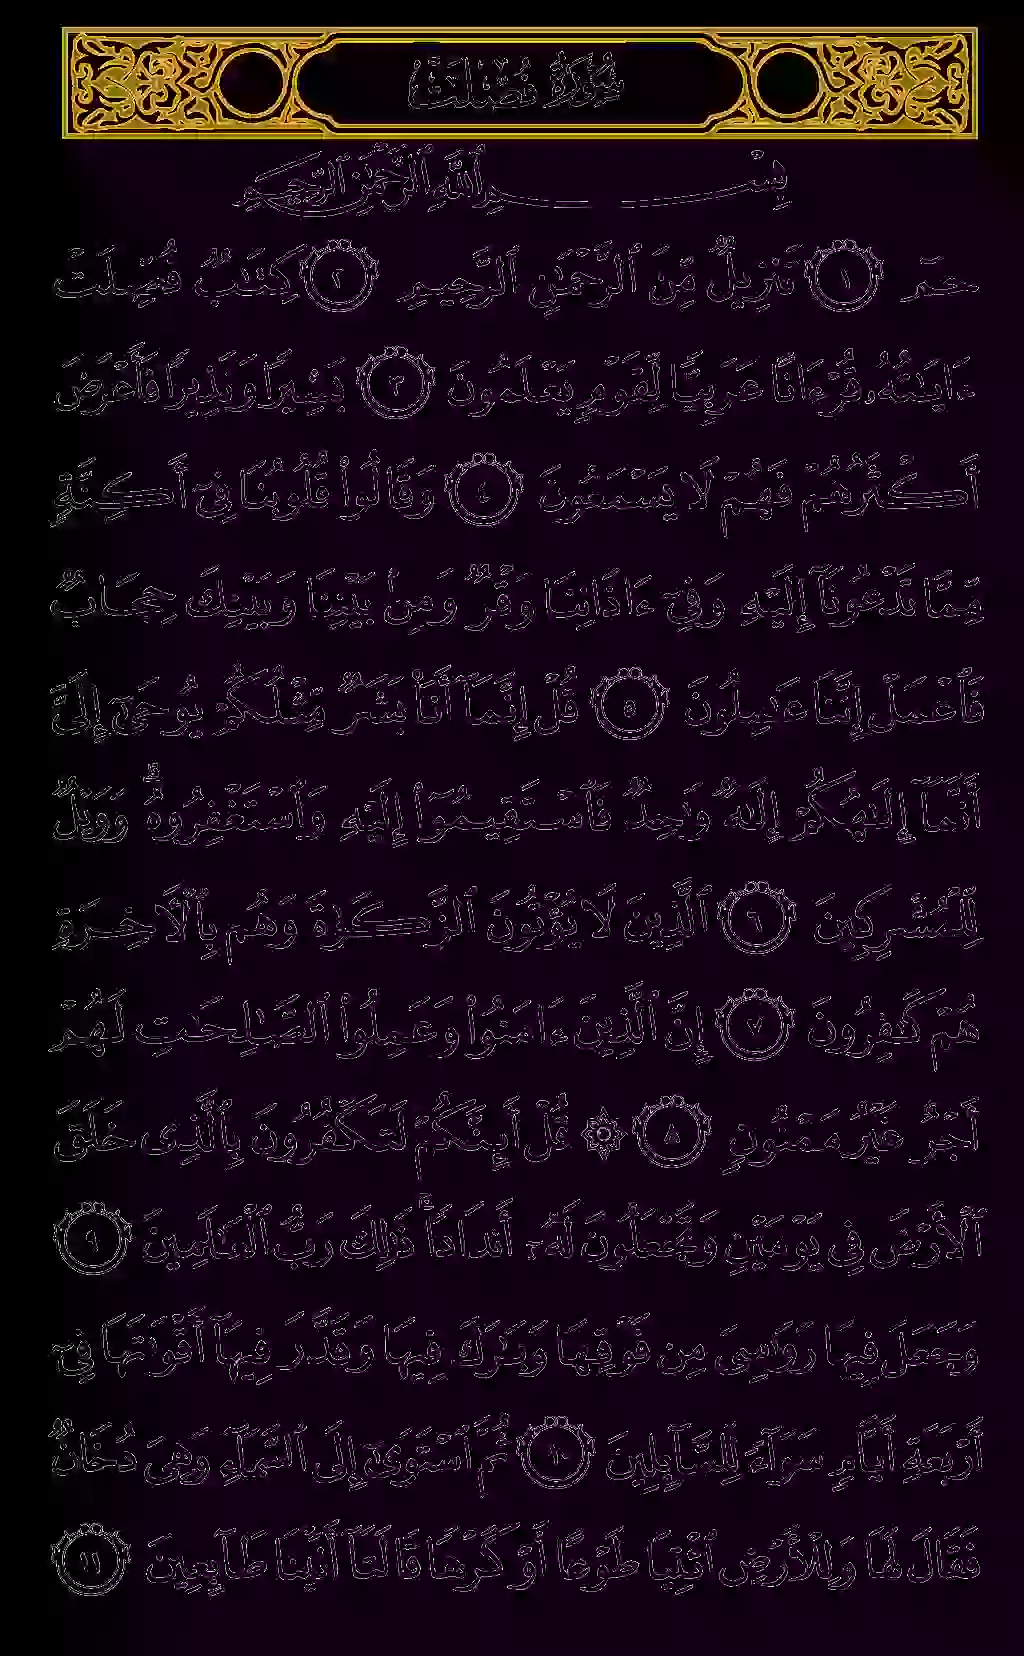 سُورَةُ فُصِّلَتْ
بِسْمِ ٱللَّهِ ٱلرَّحْمَٰنِ ٱلرَّحِيمِ
حمٓ ١ تَنزِيلٌ مِّنَ ٱلرَّحْمَٰنِ ٱلرَّحِيمِ ٢ كِتَٰبٌ فُصِّلَتْ
ءَايَٰتُهُۥ قُرْءَانًا عَرَبِيًّا لِّقَوْمٍ يَعْلَمُونَ ٣ بَشِيرًا وَنَذِيرًا فَأَعْرَضَ
أَكْثَرُهُمْ فَهُمْ لَا يَسْمَعُونَ ٤ وَقَالُوا۟ قُلُوبُنَا فِىٓ أَكِنَّةٍ
مِّمَّا تَدْعُونَآ إِلَيْهِ وَفِىٓ ءَاذَانِنَا وَقْرٌ وَمِنۢ بَيْنِنَا وَبَيْنِكَ حِجَابٌ
فَٱعْمَلْ إِنَّنَا عَٰمِلُونَ ٥ قُلْ إِنَّمَآ أَنَا۠ بَشَرٌ مِّثْلُكُمْ يُوحَىٰٓ إِلَىَّ
أَنَّمَآ إِلَٰهُكُمْ إِلَٰهٌ وَٰحِدٌ فَٱسْتَقِيمُوٓا۟ إِلَيْهِ وَٱسْتَغْفِرُوهُ ۗ وَوَيْلٌ
لِّلْمُشْرِكِينَ ٦ ٱلَّذِينَ لَا يُؤْتُونَ ٱلزَّكَوٰةَ وَهُم بِٱلْءَاخِرَةِ
هُمْ كَٰفِرُونَ ٧ إِنَّ ٱلَّذِينَ ءَامَنُوا۟ وَعَمِلُوا۟ ٱلصَّٰلِحَٰتِ لَهُمْ
أَجْرٌ غَيْرُ مَمْنُونٍ ٨ ۞ قُلْ أَئِنَّكُمْ لَتَكْفُرُونَ بِٱلَّذِى خَلَقَ
ٱلْأَرْضَ فِى يَوْمَيْنِ وَتَجْعَلُونَ لَهُۥٓ أَندَادًا ۚ ذَٰلِكَ رَبُّ ٱلْعَٰلَمِينَ ٩
وَجَعَلَ فِيهَا رَوَٰسِىَ مِن فَوْقِهَا وَبَٰرَكَ فِيهَا وَقَدَّرَ فِيهَآ أَقْوَٰتَهَا فِىٓ
أَرْبَعَةِ أَيَّامٍ سَوَآءً لِّلسَّآئِلِينَ ١٠ ثُمَّ ٱسْتَوَىٰٓ إِلَى ٱلسَّمَآءِ وَهِىَ دُخَانٌ
فَقَالَ لَهَا وَلِلْأَرْضِ ٱئْتِيَا طَوْعًا أَوْ كَرْهًا قَالَتَآ أَتَيْنَا طَآئِعِينَ ١١